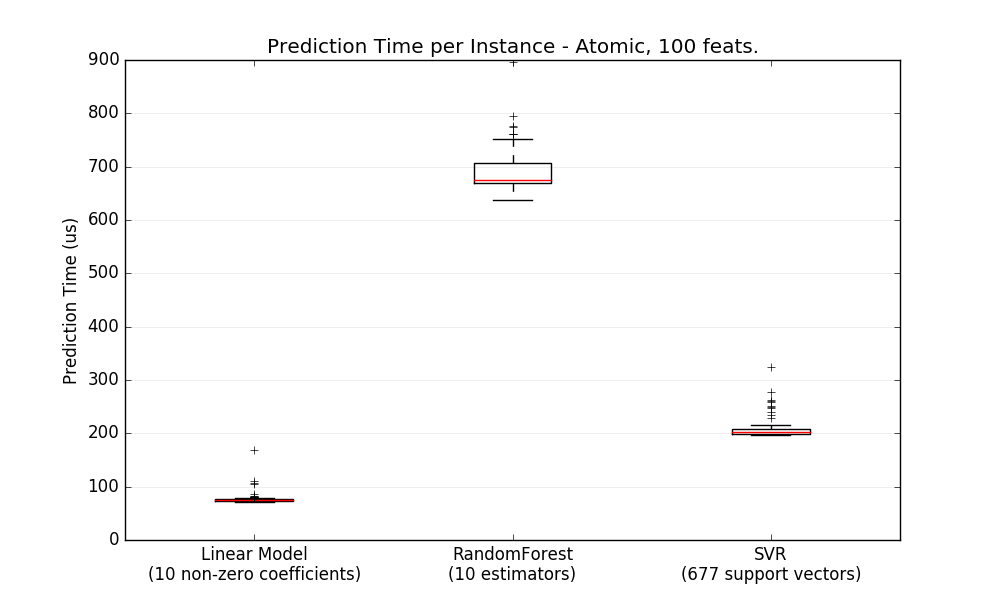 Prediction Time per Instance - Atomic, 100 feats.
900
800
700
600
500
400
300
200
100
0
Prediction Time (us)
Linear Model
(10 non-zero coefficients)
RandomForest
(10 estimators)
SVR
(677 support vectors)